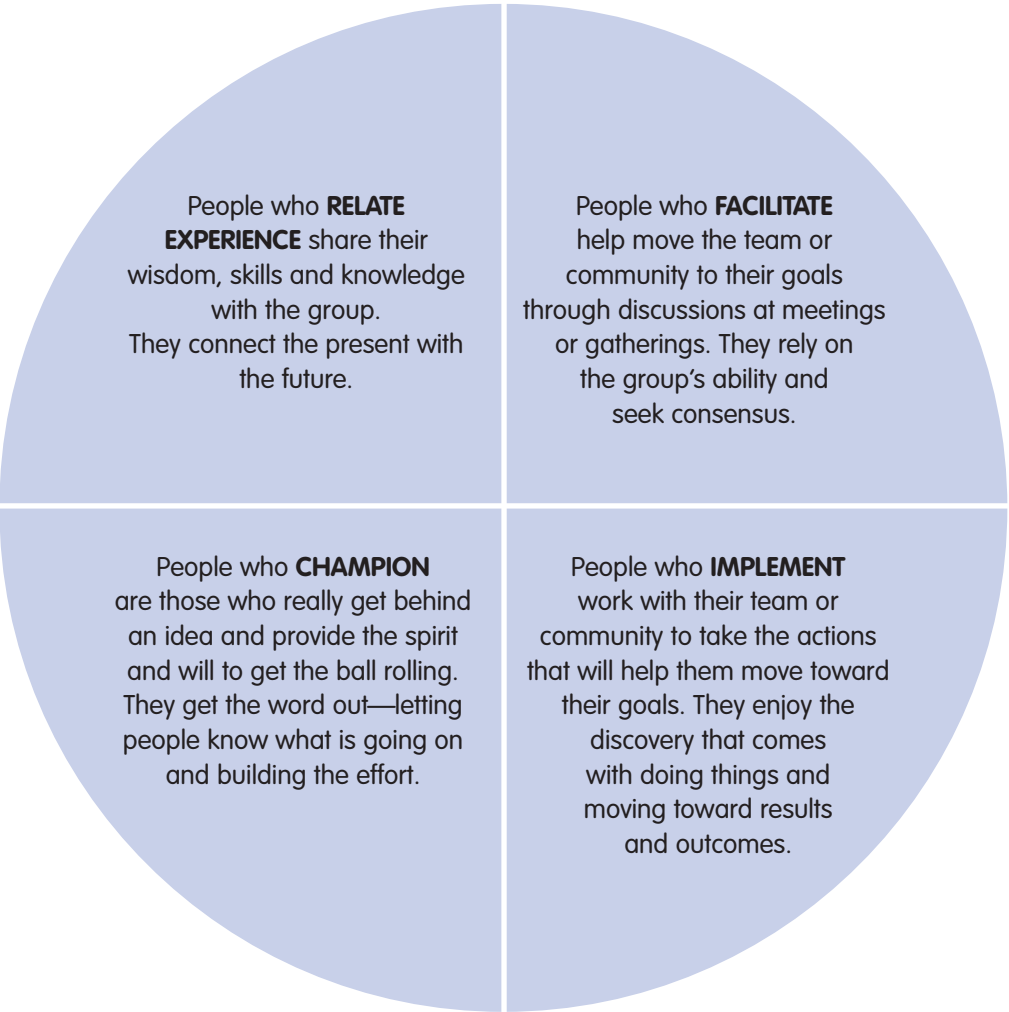 People who RELATE
EXPERIENCE share their
wisdom, skills and knowledge
with the group.
They connect the present with
the future.
People who FACILITATE
help move the team or
community to their goals
through discussions at meetings
or gatherings. They rely on
the group‘s ability and
seek consensus.
People who CHAMPION
are those who really get behind
an idea and provide the spirit
and will to get the ball rolling.
They get the word out—letting
people know what is going on
and building the effort.
People who IMPLEMENT
work with their team or
community to take the actions
that will help them move toward
their goals. They enjoy the
discovery that comes
with doing things and
moving toward results
and outcomes.